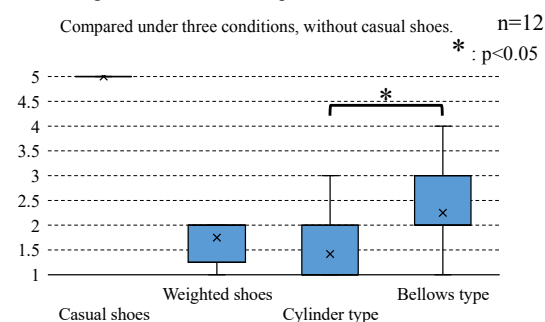 Compared under three conditions, without casual shoes.
n=12
* : p<0.05
*
5
4.5
4
3.5
3
2.5
2
1.5
1
Weighted shoes
Bellows type
Casual shoes
Cylinder type